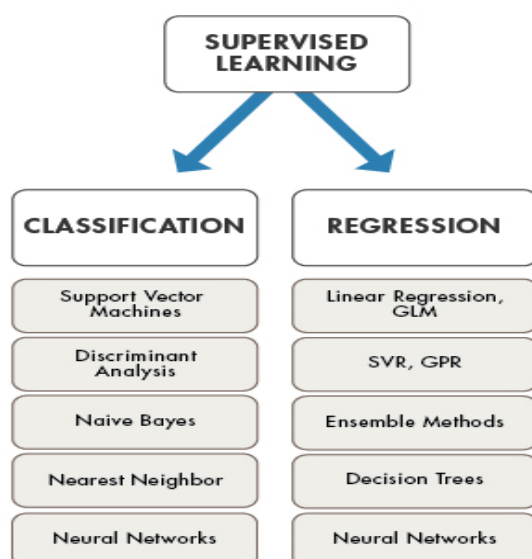 SUPERVISED
LEARNING
CLASSIFICATION
Support Vector
Machines
Discriminant
Analysis
Naive Bayes
Nearest Neighbor
Neural Networks
REGRESSION
Linear Regression,
GLM
SVR, GPR
Ensemble Methods
Decision Trees
Neural Networks